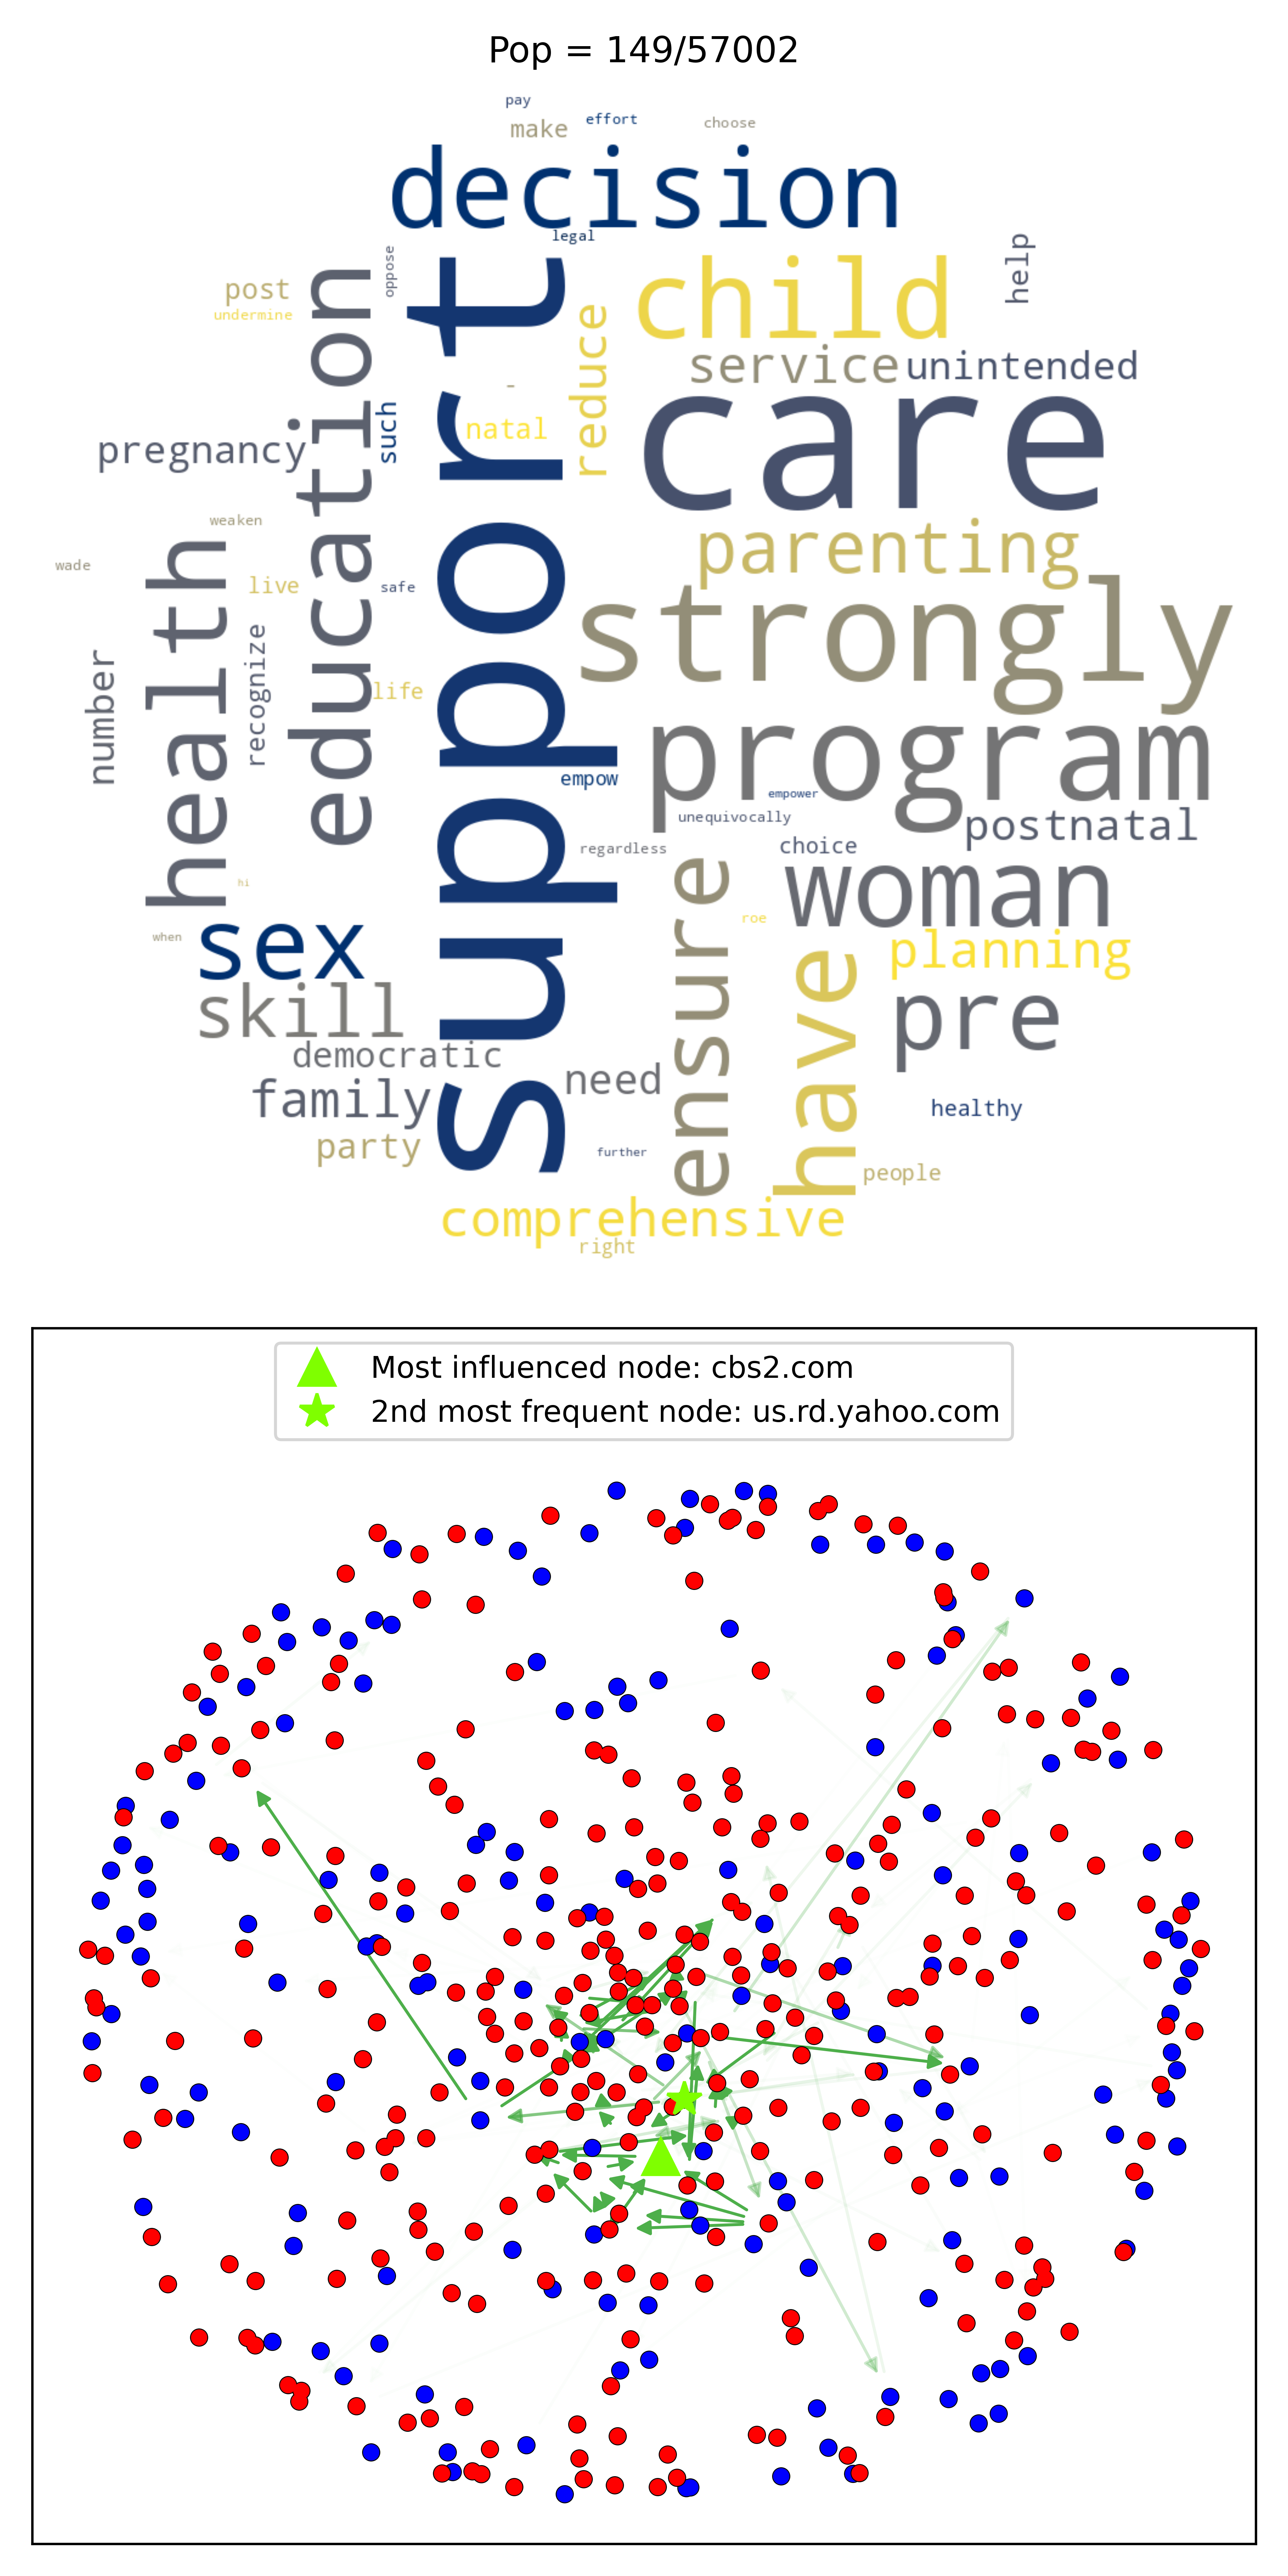 Pop = 149/57002
pay
effort
choose
make
decision
legal
oppose
help
child
post
undermine
education
support
reduce
service
unintended
such
natal
-
care
pregnancy
weaken
wade
live
safe
parenting
strongly
health
recognize
number
life
program
empow
empower
unequivocally
postnatal
regardless
choice
woman
hi
ensure
roe
when
sex
have
planning
skill
pre
democratic
need
family
healthy
party
further
people
comprehensive
right
Most influenced node: cbs2.com
2nd most frequent node: us.rd.yahoo.com